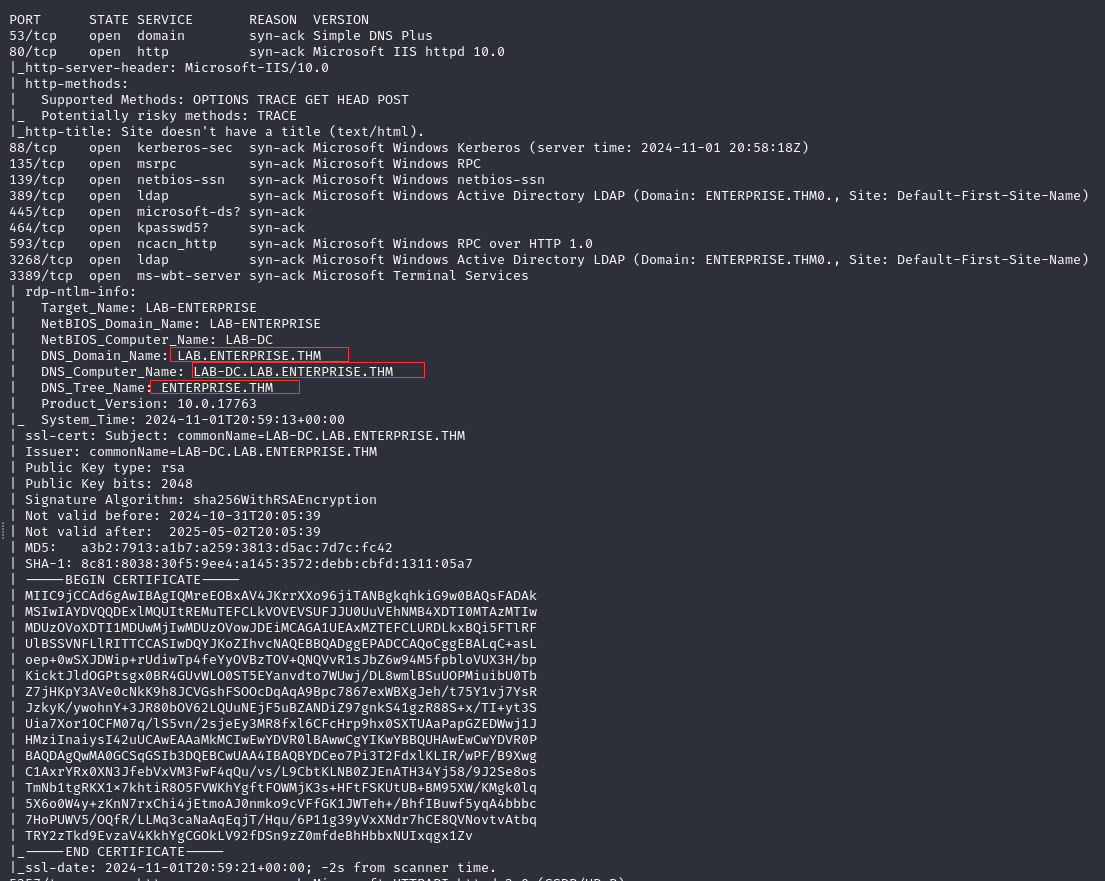 PORT      STATE SERVICE       REASON  VERSION
53/tcp    open  domain        syn-ack Simple DNS Plus
80/tcp    open  http          syn-ack Microsoft IIS httpd 10.0
|_http-server-header: Microsoft-IIS/10.0
| http-methods:
|   Supported Methods: OPTIONS TRACE GET HEAD POST
|_  Potentially risky methods: TRACE
|_http-title: Site doesn't have a title (text/html).
88/tcp    open  kerberos-sec  syn-ack Microsoft Windows Kerberos (server time: 2024-11-01 20:58:18Z)
135/tcp   open  msrpc         syn-ack Microsoft Windows RPC
139/tcp   open  netbios-ssn   syn-ack Microsoft Windows netbios-ssn
389/tcp   open  ldap          syn-ack Microsoft Windows Active Directory LDAP (Domain: ENTERPRISE.THM0., Site: Default-First-Site-Name)
445/tcp   open  microsoft-ds? syn-ack
464/tcp   open  kpasswd5?     syn-ack
593/tcp   open  ncacn_http    syn-ack Microsoft Windows RPC over HTTP 1.0
3268/tcp  open  ldap          syn-ack Microsoft Windows Active Directory LDAP (Domain: ENTERPRISE.THM0., Site: Default-First-Site-Name)
3389/tcp  open  ms-wbt-server syn-ack Microsoft Terminal Services
| rdp-ntlm-info:
|   Target_Name: LAB-ENTERPRISE
|   NetBIOS_Domain_Name: LAB-ENTERPRISE
|   NetBIOS_Computer_Name: LAB-DC
|   DNS_Domain_Name: LAB.ENTERPRISE.THM
|   DNS_Computer_Name: LAB-DC.LAB.ENTERPRISE.THM
|   DNS_Tree_Name: ENTERPRISE.THM
|   Product_Version: 10.0.17763
|_  System_Time: 2024-11-01T20:59:13+00:00
| ssl-cert: Subject: commonName=LAB-DC.LAB.ENTERPRISE.THM
| Issuer: commonName=LAB-DC.LAB.ENTERPRISE.THM
| Public Key type: rsa
| Public Key bits: 2048
| Signature Algorithm: sha256WithRSAEncryption
| Not valid before: 2024-10-31T20:05:39
| Not valid after:  2025-05-02T20:05:39
| MD5:   a3b2:7913:a1b7:a259:3813:d5ac:7d7c:fc42
| SHA-1: 8c81:8038:30f5:9ee4:a145:3572:debb:cbfd:1311:05a7
| -----BEGIN CERTIFICATE-----
| MIIC9jCCAd6gAwIBAgIQMreEOBxAV4JKrrXXo96jiTANBgkqhkiG9w0BAQsFADAk
| MSIwIAYDVQQDExlMQUItREMuTEFCLkVOVEVSUFJJU0UuVEhNMB4XDTI0MTAzMTIw
| MDUzOVoXDTI1MDUwMjIwMDUzOVowJDEiMCAGA1UEAxMZTEFCLURDLkxBQi5FTlRF
| UlBSSVNFLlRITTCCASIwDQYJKoZIhvcNAQEBBQADggEPADCCAQoCggEBALqC+asL
| oep+0wSXJDWip+rUdiwTp4feYyOVBzTOV+QNQVvR1sJbZ6w94M5fpbloVUX3H/bp
| KicktJldOGPtsgx0BR4GUvWLO0ST5EYanvdto7WUwj/DL8wmlBSuUOPMiuibU0Tb
| Z7jHKpY3AVe0cNkK9h8JCVGshFSOOcDqAqA9Bpc7867exWBXgJeh/t75Y1vj7YsR
| JzkyK/ywohnY+3JR80bOV62LQUuNEjF5uBZANDiZ97gnkS41gzR88S+x/TI+yt3S
| Uia7Xor1OCFM07q/lS5vn/2sjeEy3MR8fxl6CFcHrp9hx0SXTUAaPapGZEDWwj1J
| HMziInaiysI42uUCAwEAAaMkMCIwEwYDVR0lBAwwCgYIKwYBBQUHAwEwCwYDVR0P
| BAQDAgQwMA0GCSqGSIb3DQEBCwUAA4IBAQBYDCeo7Pi3T2FdxlKLIR/wPF/B9Xwg
| C1AxrYRx0XN3JfebVxVM3FwF4qQu/vs/L9CbtKLNB0ZJEnATH34Yj58/9J2Se8os
| TmNb1tgRKX1×7khtiR8O5FVWKhYgftFOWMjK3s+HFtFSKUtUB+BM95XW/KMgk0lq
| 5X6o0W4y+zKnN7rxChi4jEtmoAJ0nmko9cVFfGK1JWTeh+/BhfIBuwf5yqA4bbbc
| 7HoPUWV5/OQfR/LLMq3caNaAqEqjT/Hqu/6P11g39yVxXNdr7hCE8QVNovtvAtbq
| TRY2zTkd9EvzaV4KkhYgCGOkLV92fDSn9zZ0mfdeBhHbbxNUIxqgx1Zv
|_-----END CERTIFICATE-----
|_ssl-date: 2024-11-01T20:59:21+00:00; -2s from scanner time.